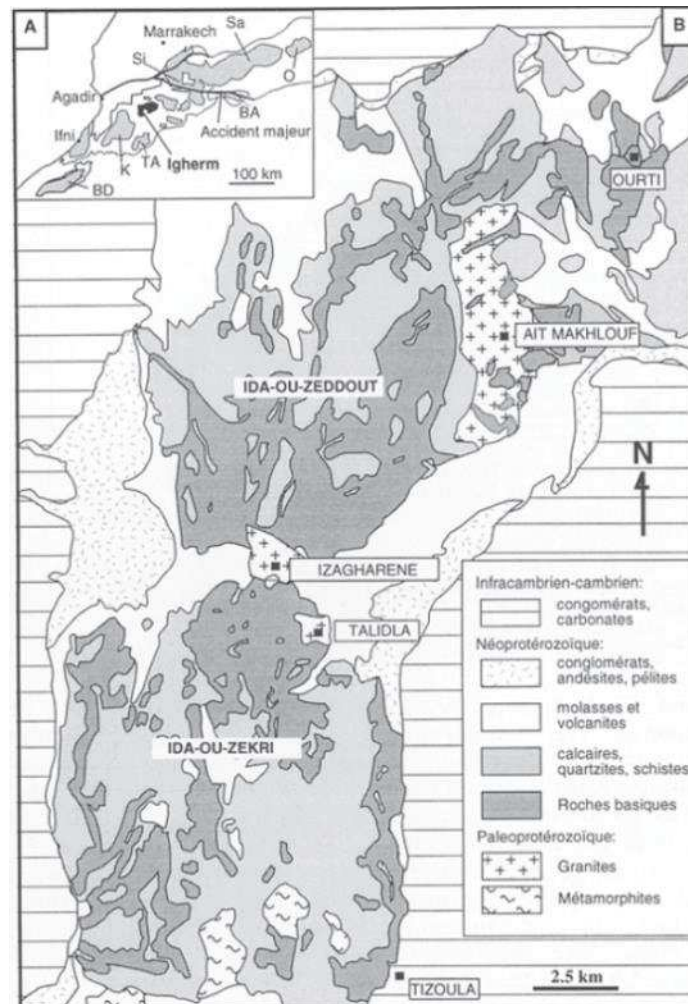 A
B
Marrakech
Sa
Si
O
Agadir
BA
Accident majeur
Ifni
K
TA
Igherm
BD
100 km
OURTI
AIT MAKHLOUF
IDA-OU-ZEDDOUT
N
IZAGHARENE
TALIDLA
IDA-OU-ZEKRI
Infracambrien-cambrien:
congomérats,
carbonates
Néoprotérozoïque:
conglomérats,
andésites, pélites
molasses et
volcanites
calcaires,
quartzites, schistes
Roches basiques
Paleoprotérozoïque:
Granites
Métamorphites
TIZOULA
2.5 km